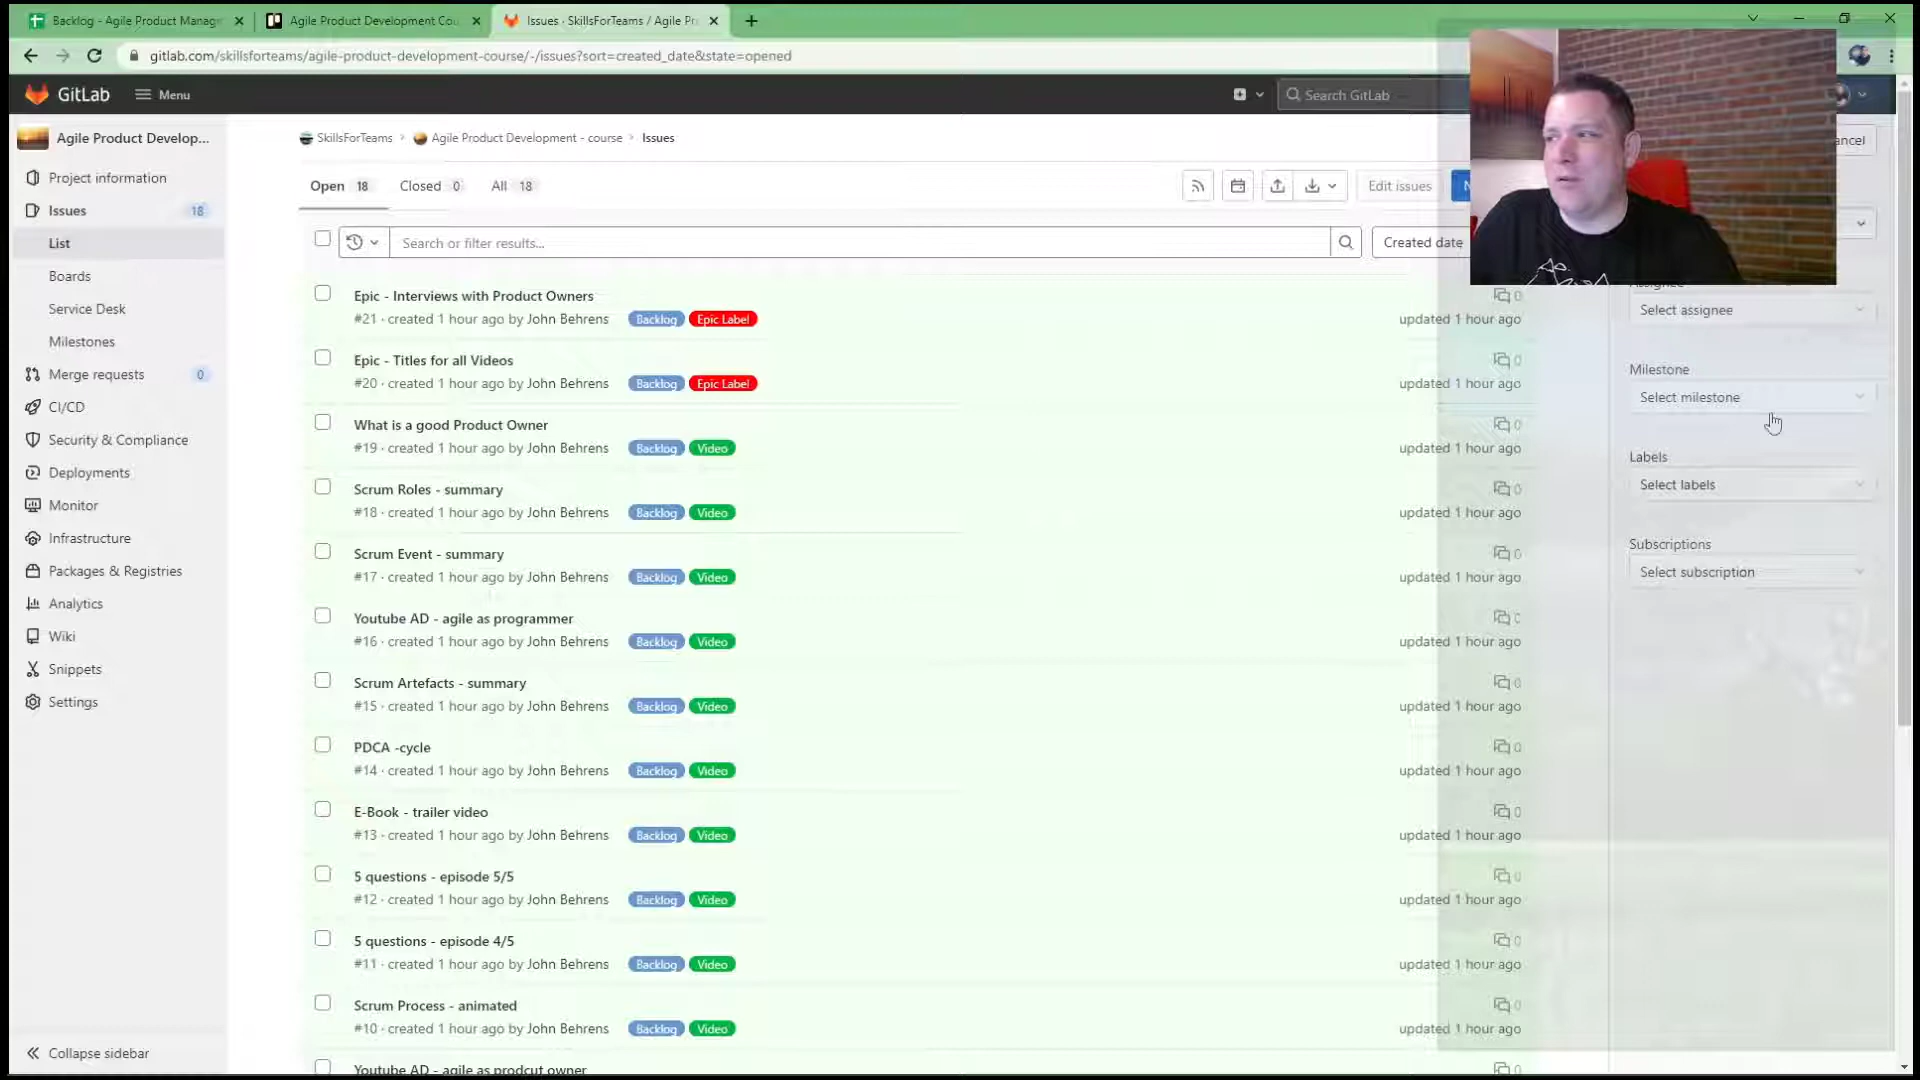 Backlog - Agile Product Manag
Agile Product Development Cou
Issues · SkillsForTeams / Agile Pr
gitlab.com/skillsforteams/agile-product-development-course/-/issues?sort=created_date&state=opened
GitLab
Menu
Search GitLab
Agile Product Develop...
Project information
Issues 18
List
Boards
Service Desk
Milestones
Merge requests 0
CI/CD
Security & Compliance
Deployments
Monitor
Infrastructure
Packages & Registries
Analytics
Wiki
Snippets
Settings
Collapse sidebar
SkillsForTeams > Agile Product Development - course > Issues
Open 18 Closed 0 All 18
Edit issues
N
ancel
Search or filter results...
Created date
Epic - Interviews with Product Owners
0
#21 · created 1 hour ago by John Behrens Backlog Epic Label
updated 1 hour ago
Epic - Titles for all Videos
0
#20 · created 1 hour ago by John Behrens Backlog Epic Label
updated 1 hour ago
What is a good Product Owner
0
#19 · created 1 hour ago by John Behrens Backlog Video
updated 1 hour ago
Scrum Roles - summary
0
#18 · created 1 hour ago by John Behrens Backlog Video
updated 1 hour ago
Scrum Event - summary
0
#17 · created 1 hour ago by John Behrens Backlog Video
updated 1 hour ago
Youtube AD - agile as programmer
0
#16 · created 1 hour ago by John Behrens Backlog Video
updated 1 hour ago
Scrum Artefacts - summary
0
#15 · created 1 hour ago by John Behrens Backlog Video
updated 1 hour ago
PDCA -cycle
0
#14 · created 1 hour ago by John Behrens Backlog Video
updated 1 hour ago
E-Book - trailer video
0
#13 · created 1 hour ago by John Behrens Backlog Video
updated 1 hour ago
5 questions - episode 5/5
0
#12 · created 1 hour ago by John Behrens Backlog Video
updated 1 hour ago
5 questions - episode 4/5
0
#11 · created 1 hour ago by John Behrens Backlog Video
updated 1 hour ago
Scrum Process - animated
0
#10 · created 1 hour ago by John Behrens Backlog Video
updated 1 hour ago
Youtube AD - agile as prodcut owner
0
Assignee
Select assignee
Milestone
Select milestone
Labels
Select labels
Subscriptions
Select subscription